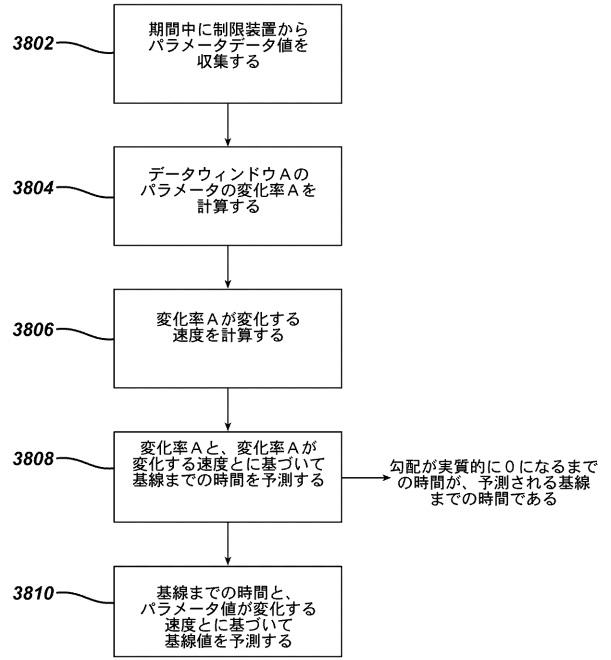 3802
期間中に制限装置から
パラメータデータ値を
収集する
3804
データウィンドウAの
パラメータの変化率Aを
計算する
3806
変化率Aが変化する
速度を計算する
3808
変化率Aと、変化率Aが
変化する速度とに基づいて
基線までの時間を予測する
勾配が実質的に0になるまで
の時間が、予測される基線
までの時間である
3810
基線までの時間と、
パラメータ値が変化する
速度とに基づいて
基線値を予測する